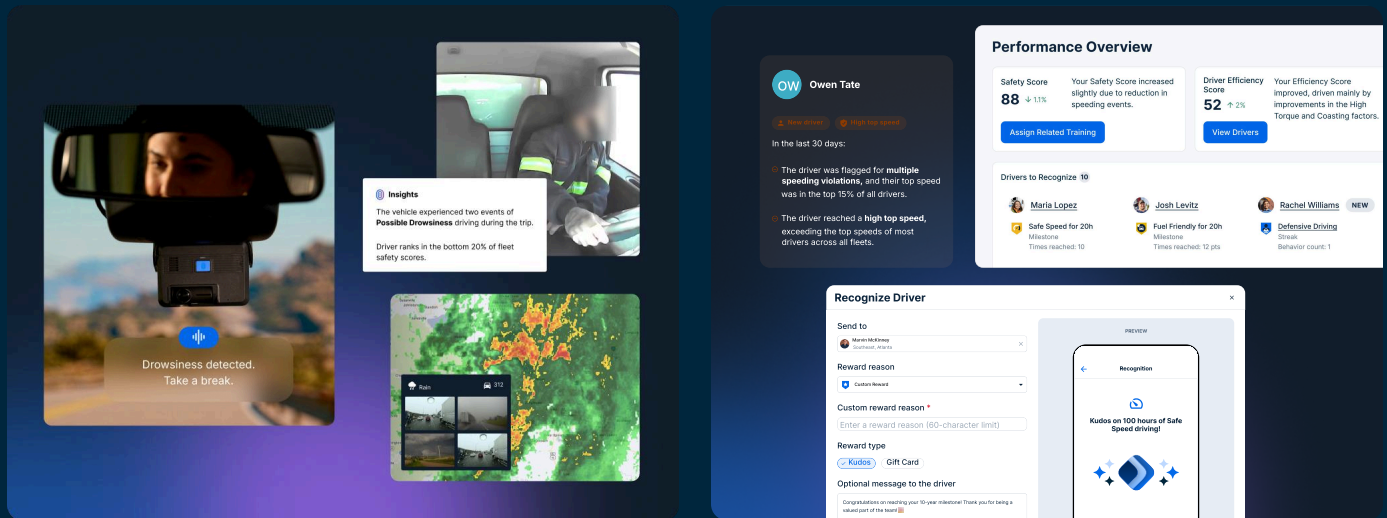 Drowsiness detected.
Take a break.
Insights
The vehicle experienced two events of
Possible Drowsiness driving during the trip.
Driver ranks in the bottom 20% of fleet
safety scores.
Rain
312
OW
Owen Tate
New driver
High top speed
In the last 30 days:
The driver was flagged for multiple
speeding violations, and their top speed
was in the top 15% of all drivers.
The driver reached a high top speed,
exceeding the top speeds of most
drivers across all fleets.
Performance Overview
Safety Score
88 ↓ 1.1%
Your Safety Score increased
slightly due to reduction in
speeding events.
Assign Related Training
Driver Efficiency
Score
52 ↑ 2%
Your Efficiency Score
improved, driven mainly by
improvements in the High
Torque and Coasting factors.
View Drivers
Drivers to Recognize 10
Maria Lopez
Safe Speed for 20h
Milestone
Times reached: 10
Josh Levitz
Fuel Friendly for 20h
Milestone
Times reached: 12 pts
Rachel Williams NEW
Defensive Driving
Streak
Behavior count: 1
Recognize Driver
×
Send to
Marvin McKinney
Southeast, Atlanta
×
Reward reason
Custom Reward
Custom reward reason *
Enter a reward reason (60-character limit)
Reward type
Kudos
Gift Card
Optional message to the driver
Congratulations on reaching your 10-year milestone! Thank you for being a
valued part of the team!
PREVIEW
Recognition
Kudos on 100 hours of Safe
Speed driving!